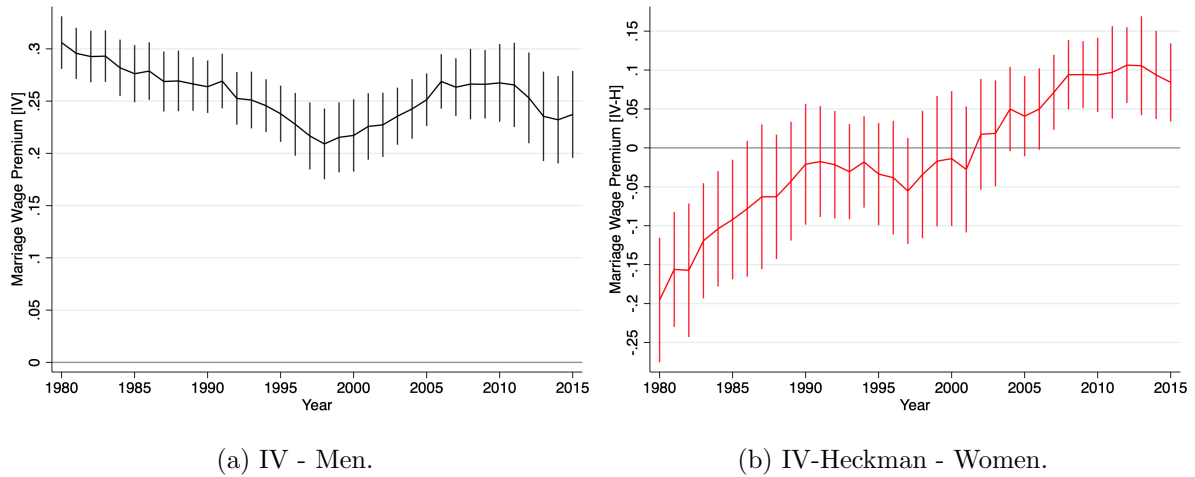 Marriage Wage Premium [IV]
.3
.25
.2
.15
.1
.05
0
1980 1985 1990 1995 2000 2005 2010 2015
Year
(a) IV - Men.
Marriage Wage Premium [IV-H]
.15
.1
.05
0
-.05
-.1
-.15
-.2
-.25
1980 1985 1990 1995 2000 2005 2010 2015
Year
(b) IV-Heckman - Women.